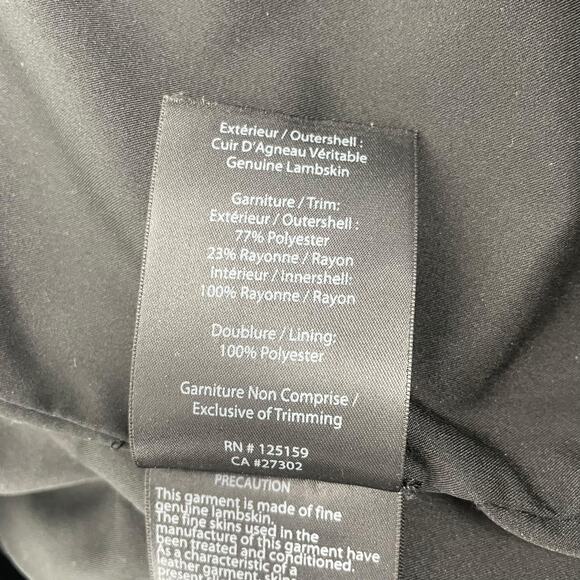 Extérieur / Outershell :
Cuir D'Agneau Véritable
Genuine Lambskin
Garniture / Trim:
Extérieur / Outershell :
77% Polyester
23% Rayonne / Rayon
Intérieur / Innershell:
100% Rayonne / Rayon
Doublure / Lining:
100% Polyester
Garniture Non Comprise /
Exclusive of Trimming
RN # 125159
CA #27302
PRECAUTION
This garment is made of fine
genuine lambskin.
The fine skins used in the
manufacture of this garment have
been treated and conditioned.
As a characteristic of a
leather garment, skins